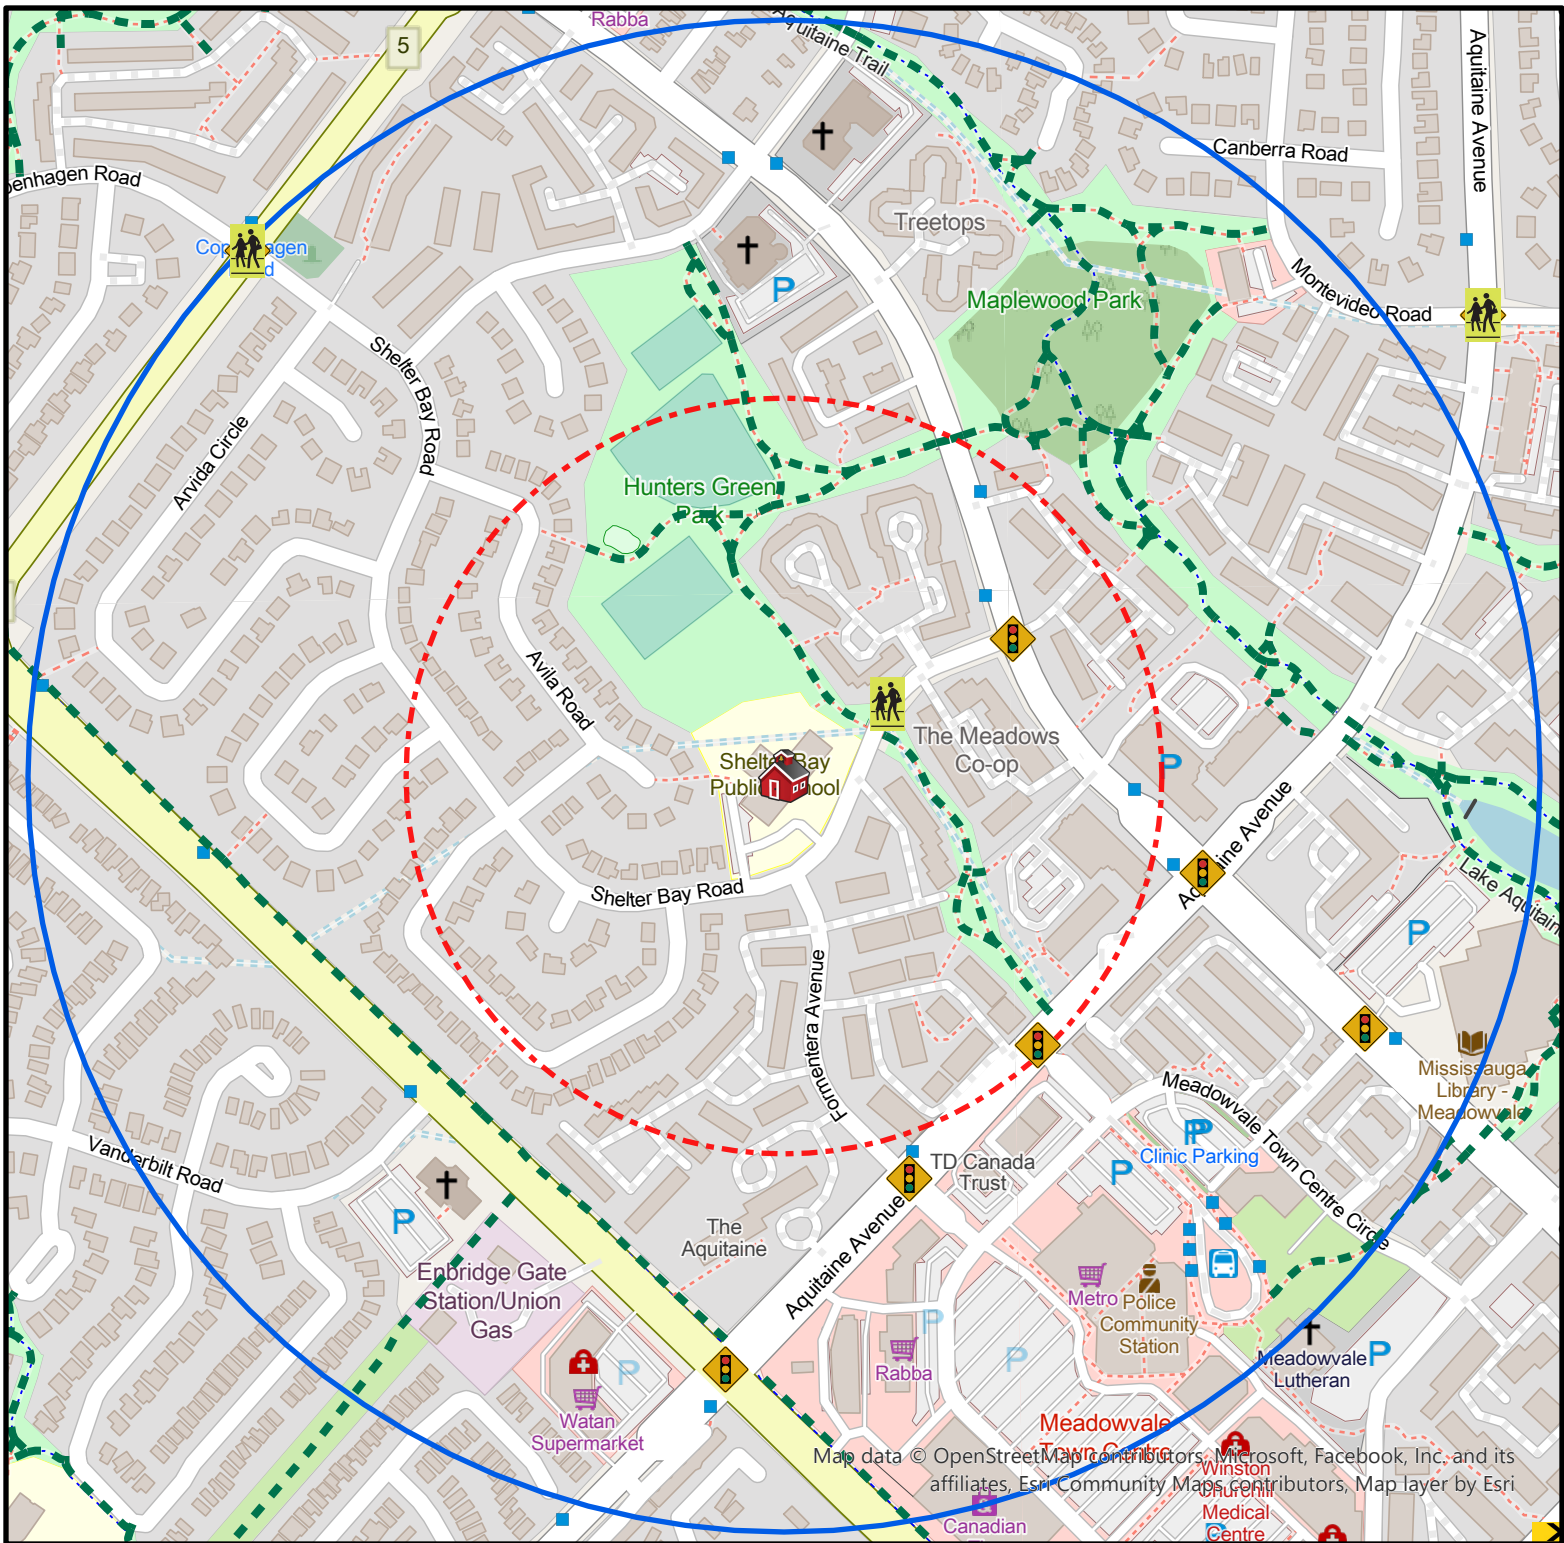 Rabba
Aquitaine Trail
5
Aquitaine Avenue
Canberra Road
Treetops
P
Maplewood Park
Montevideo Road
Shelter Bay Road
Arvida Circle
Hunters Green
Park
Avila Road
The Meadows
Co-op
P
Shelter Bay
Public School
Aquitaine Avenue
Shelter Bay Road
Lake Aquitaine
P
Formentera Avenue
Mississauga
Library -
Meadowvale
Meadowvale Town Centre Circle
P
Clinic Parking
P
Vanderbilt Road
TD Canada
Trust
P
The
Aquitaine
Aquitaine Avenue
Enbridge Gate
Station/Union
Gas
Metro
Police
Community
Station
P
P
P
P
Rabba
Meadowvale
Lutheran
P
Watan
Supermarket
Meadowvale
Town Centre
Map data © OpenStreetMap contributors, Microsoft, Facebook, Inc. and its
affiliates, Esri Community Maps contributors, Map layer by Esri
Winston
Churchill
Medical
Centre
Canadian